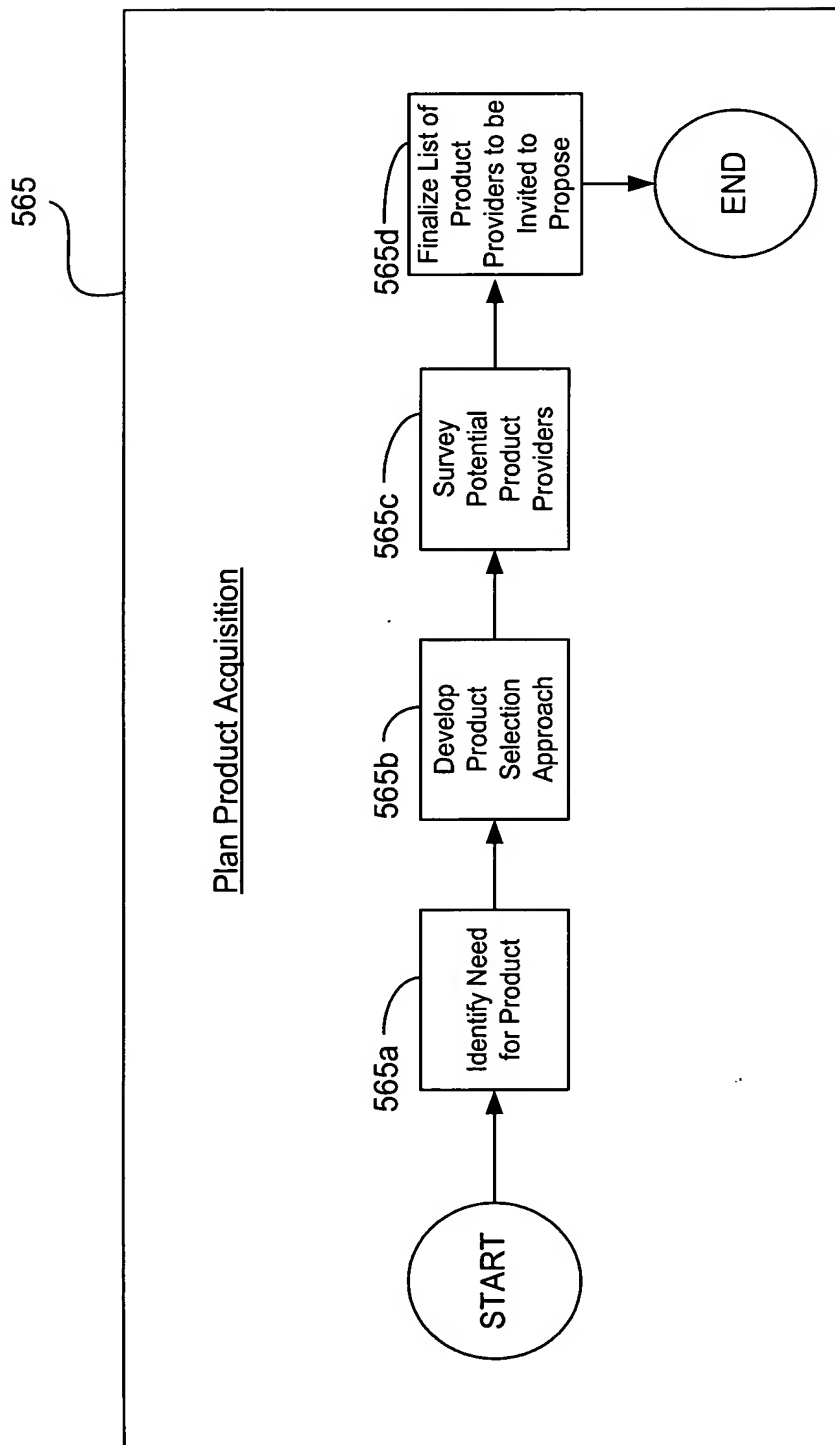 565
Plan Product Acquisition
START
565a
Identify Need
for Product
565b
Develop
Product
Selection
Approach
565c
Survey
Potential
Product
Providers
565d
Finalize List of
Product
Providers to be
Invited to
Propose
END